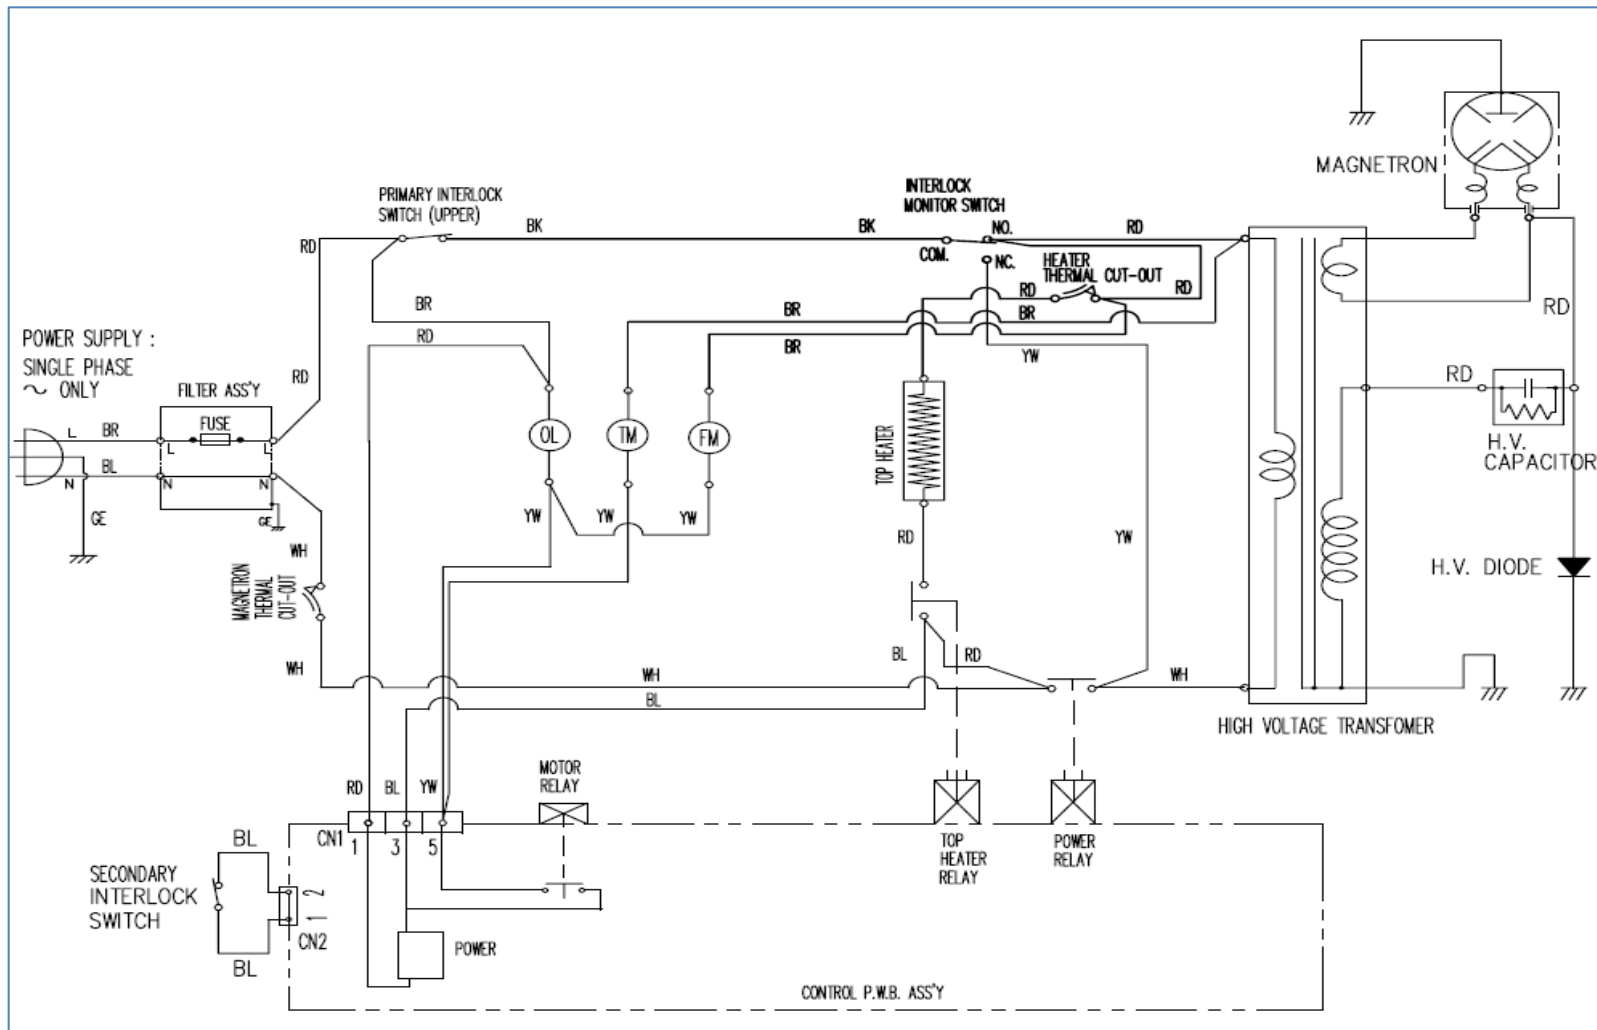 MAGNETRON
PRIMARY INTERLOCK
SWITCH (UPPER)
INTERLOCK
MONITOR SWITCH
RD
BK
BK
NO.
RD
COM.
NC.
HEATER
THERMAL CUT-OUT
RD
RD
BR
BR
BR
RD
BR
YW
RD
POWER SUPPLY :
SINGLE PHASE
～ ONLY
RD
FILTER ASS'Y
FUSE
L
BR
L
L
BL
N
N
N
GE
GE
OL
TM
FM
TOP HEATER
RD
H.V.
CAPACITOR
YW
YW
YW
RD
YW
WH
MAGNETRON
THERMAL
CUT-OUT
H.V. DIODE
WH
WH
BL
RD
WH
BL
HIGH VOLTAGE TRANSFOMER
RD
BL
YW
MOTOR
RELAY
CN1
1
3
5
TOP
HEATER
RELAY
POWER
RELAY
BL
SECONDARY
INTERLOCK
SWITCH
2
1
CN2
BL
POWER
CONTROL P.W.B. ASS'Y